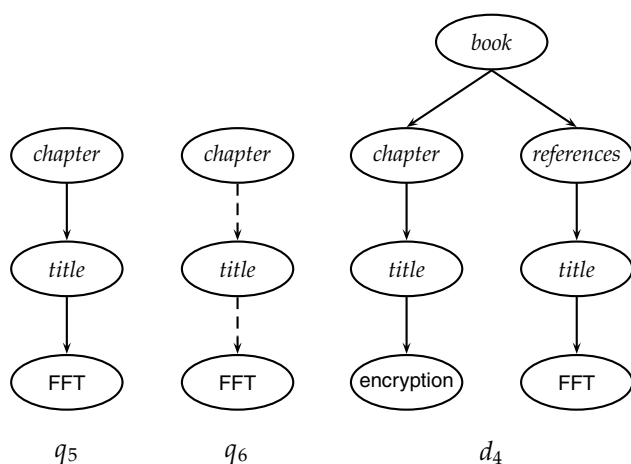 book
chapter chapter chapter references
title title title title
FFT FFT encryption FFT
q5 q6 d4